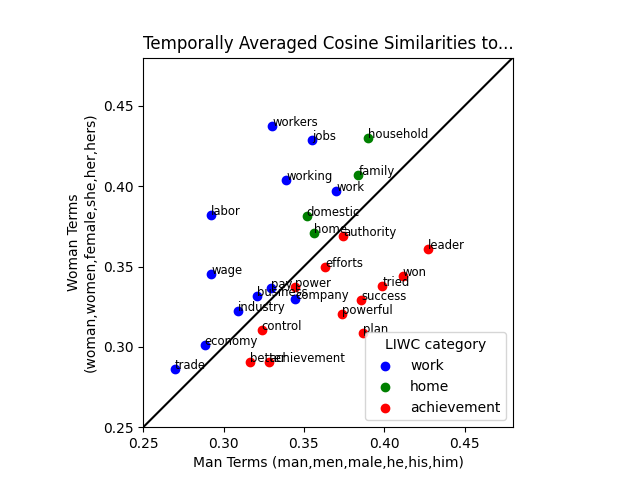 Temporally Averaged Cosine Similarities to...
Woman Terms
(woman,women,female,she,her,hers)
0.45
0.40
0.35
0.30
0.25
workers
jobs
household
working
family
work
labor
domestic
home
authority
leader
efforts
wage
won
pay
power
tried
business
company
success
industry
powerful
control
plan
economy
better
achievement
trade
LIWC category
work
home
achievement
0.25 0.30 0.35 0.40 0.45
Man Terms (man,men,male,he,his,him)